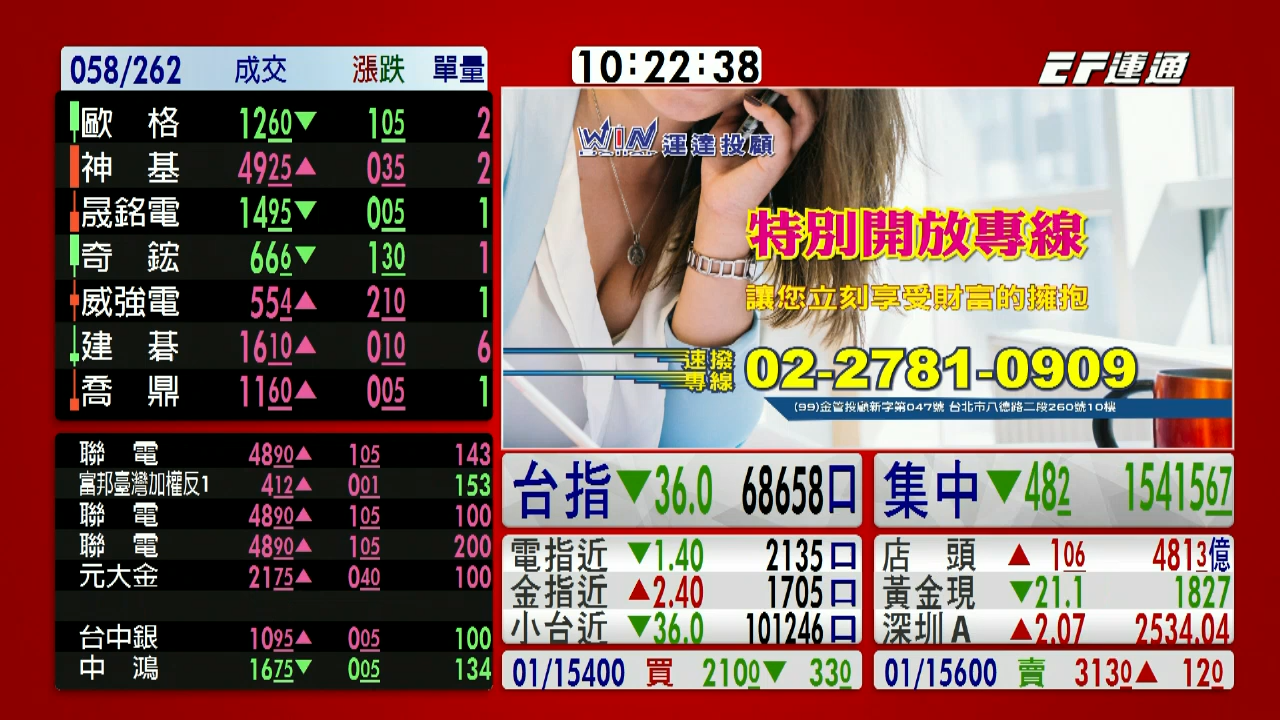 058/262 成交 漲跌 單量
歐格 1260▼ 105 2
神基 4925▲ 035 2
晟銘電 1495▼ 005 1
奇鋐 666▼ 130 1
威強電 554▲ 210 1
建碁 1610▲ 010 6
喬鼎 1160▲ 005 1
聯電 4890▲ 105 143
富邦臺灣加權反1 412▲ 001 153
聯電 4890▲ 105 100
聯電 4890▲ 105 200
元大金 2175▲ 040 100
台中銀 1095▲ 005 100
中鴻 1675▼ 005 134
10:22:38
EF運通
WIN 運達投顧
特別開放專線
讓您立刻享受財富的擁抱
速撥專線 02-2781-0909
(99)金管投顧新字第047號 台北市八德路二段260號10樓
台指▼36.0 68658口
集中▼482 1541567
電指近 ▼1.40 2135口
金指近 ▲2.40 1705口
小台近 ▼36.0 101246口
店頭 ▲106 4813億
黃金現 ▼21.1 1827
深圳A ▲2.07 2534.04
01/15400 買 2100▼ 330
01/15600 賣 3130▲ 120